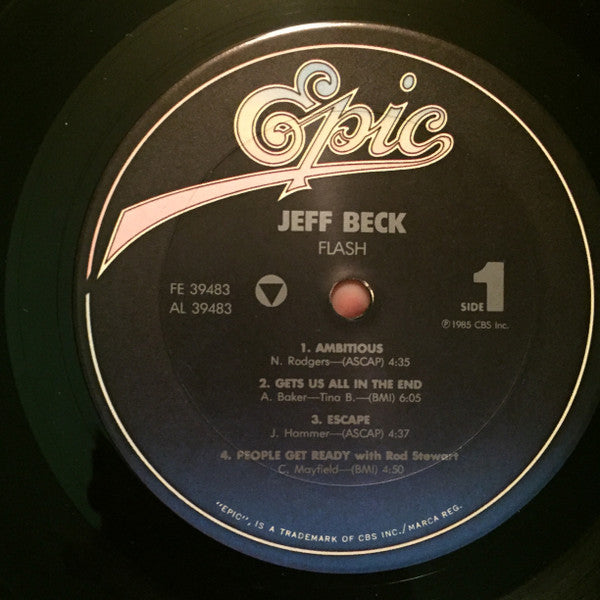 Epic
JEFF BECK
FLASH
FE 39483
AL 39483
SIDE 1
℗ 1985 CBS Inc.
1. AMBITIOUS
N. Rodgers—(ASCAP) 4:35
2. GETS US ALL IN THE END
A. Baker—Tina B.—(BMI) 6:05
3. ESCAPE
J. Hammer—(ASCAP) 4:37
4. PEOPLE GET READY with Rod Stewart
C. Mayfield—(BMI) 4:50
"EPIC", IS A TRADEMARK OF CBS INC./MARCA REG.